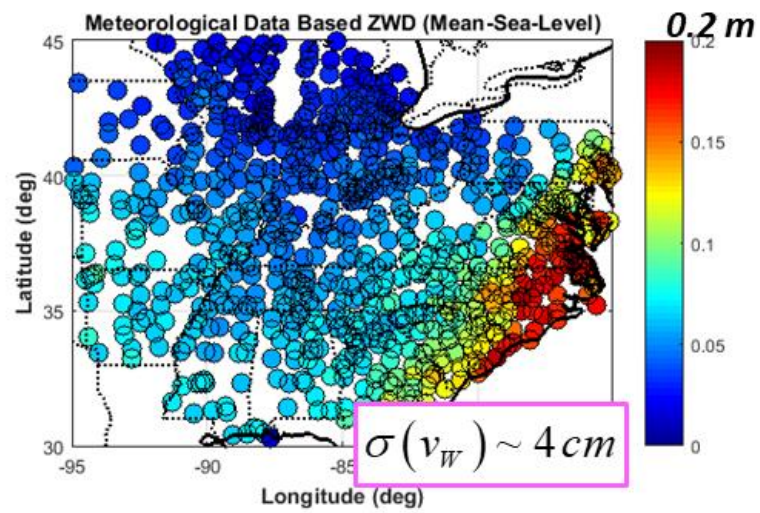 Meteorological Data Based ZWD (Mean-Sea-Level)
0.2 m
45
40
35
30
Latitude (deg)
-95
-90
-85
Longitude (deg)
0.2
0.15
0.1
0.05
0
σ(v_W) ~ 4 cm